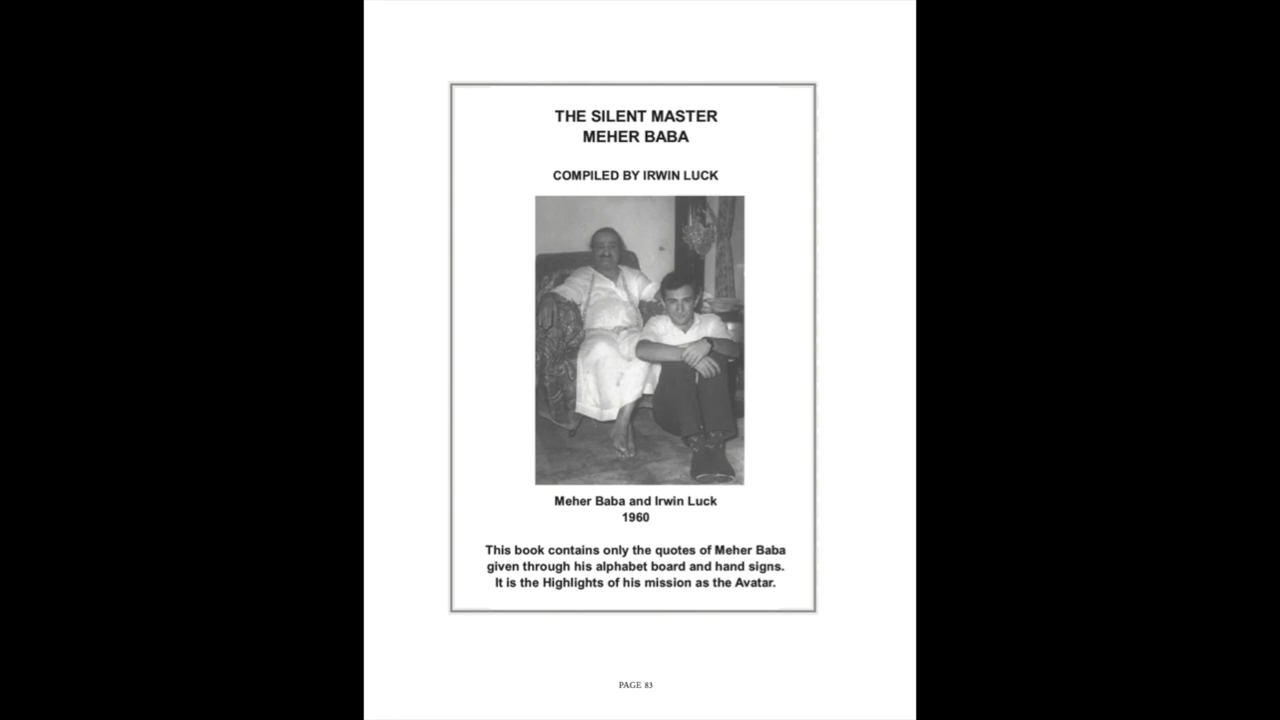 THE SILENT MASTER
MEHER BABA
COMPILED BY IRWIN LUCK
Meher Baba and Irwin Luck
1960
This book contains only the quotes of Meher Baba
given through his alphabet board and hand signs.
It is the Highlights of his mission as the Avatar.
PAGE 83